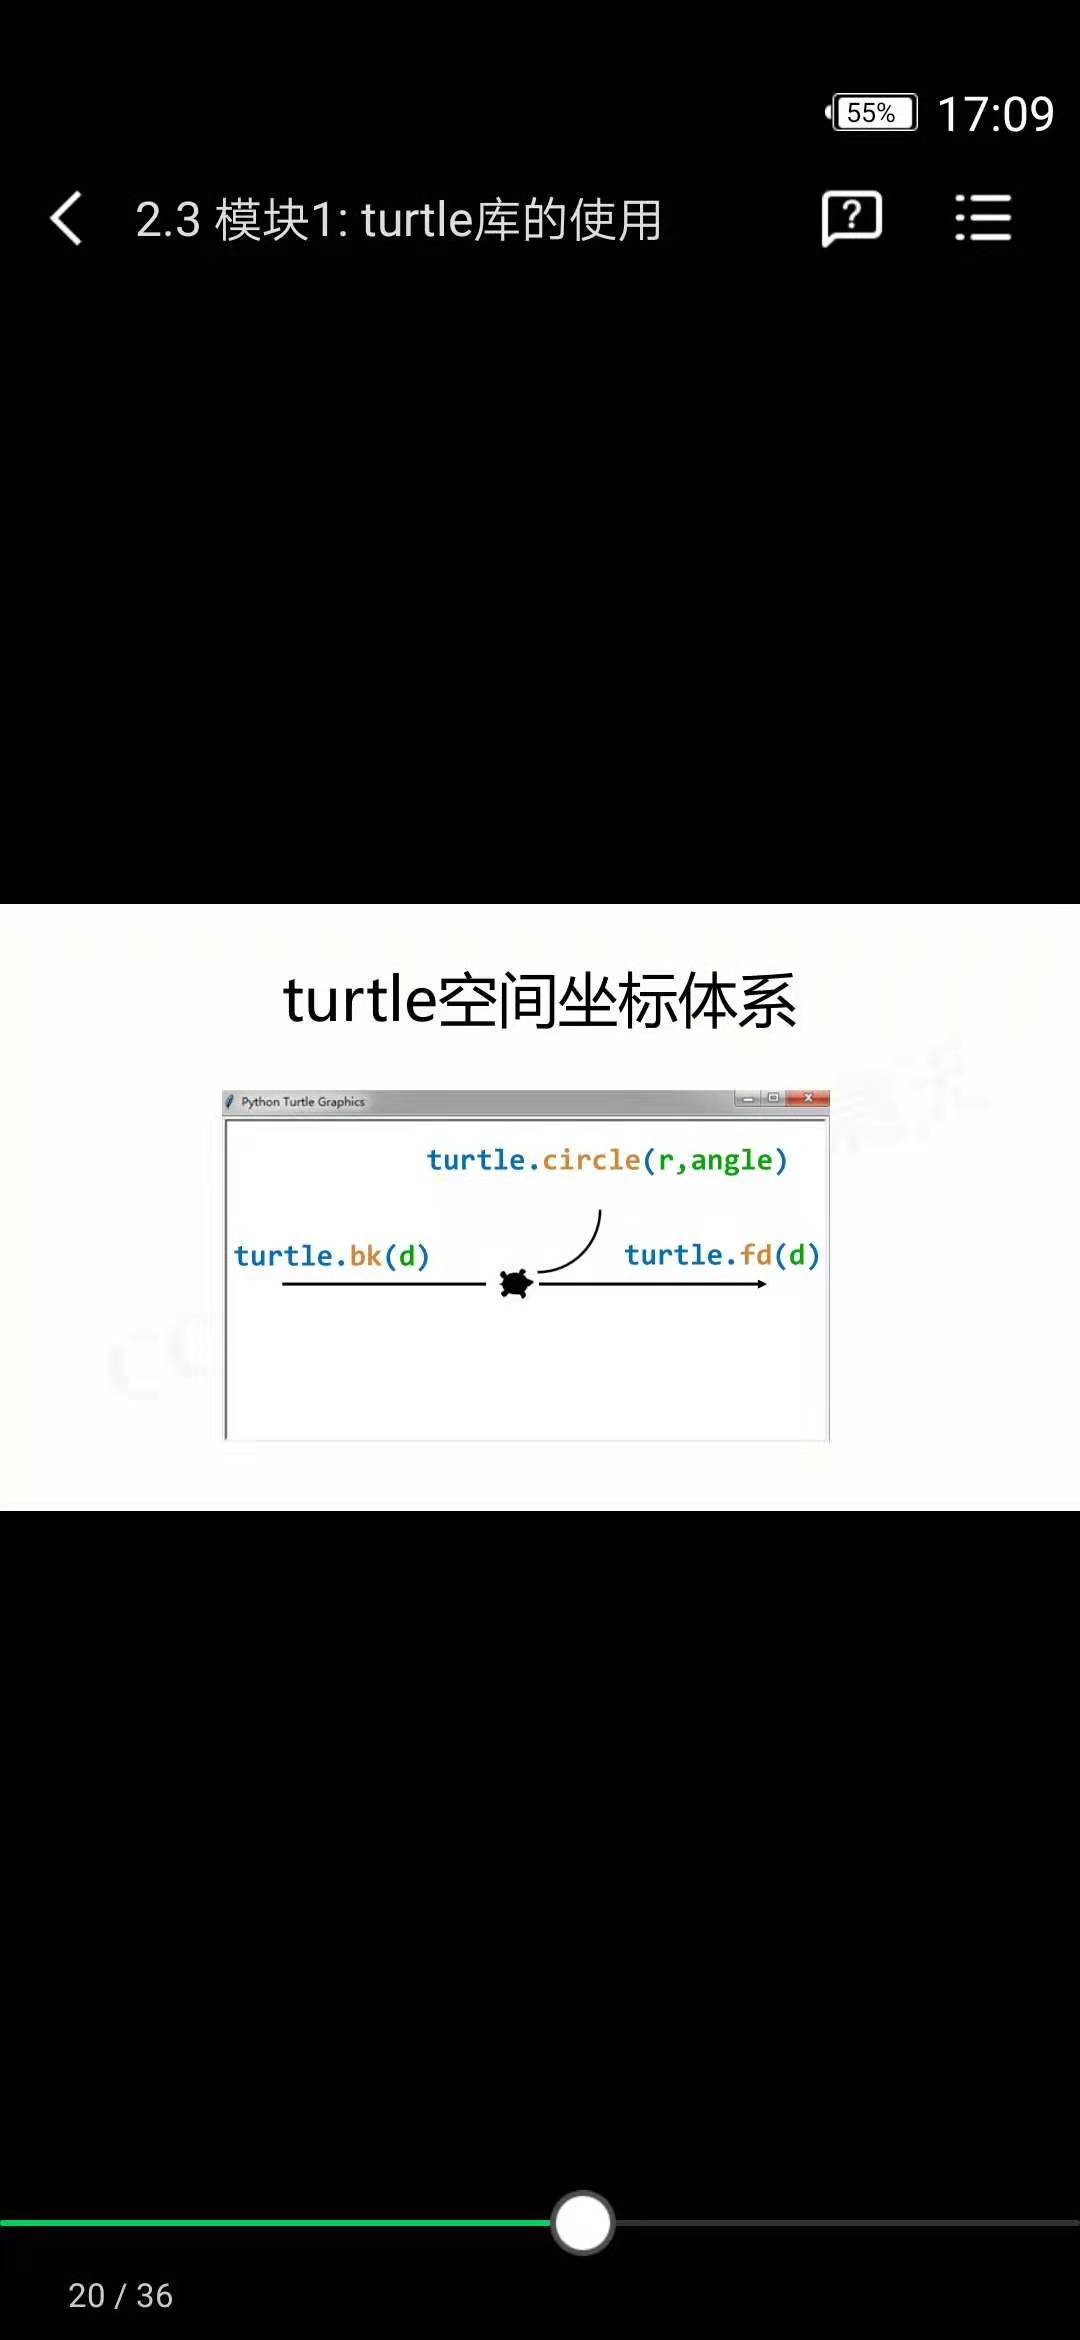 55% 17:09
2.3 模块1: turtle库的使用
turtle空间坐标体系
Python Turtle Graphics
turtle.circle(r,angle)
turtle.bk(d)
turtle.fd(d)
20 / 36